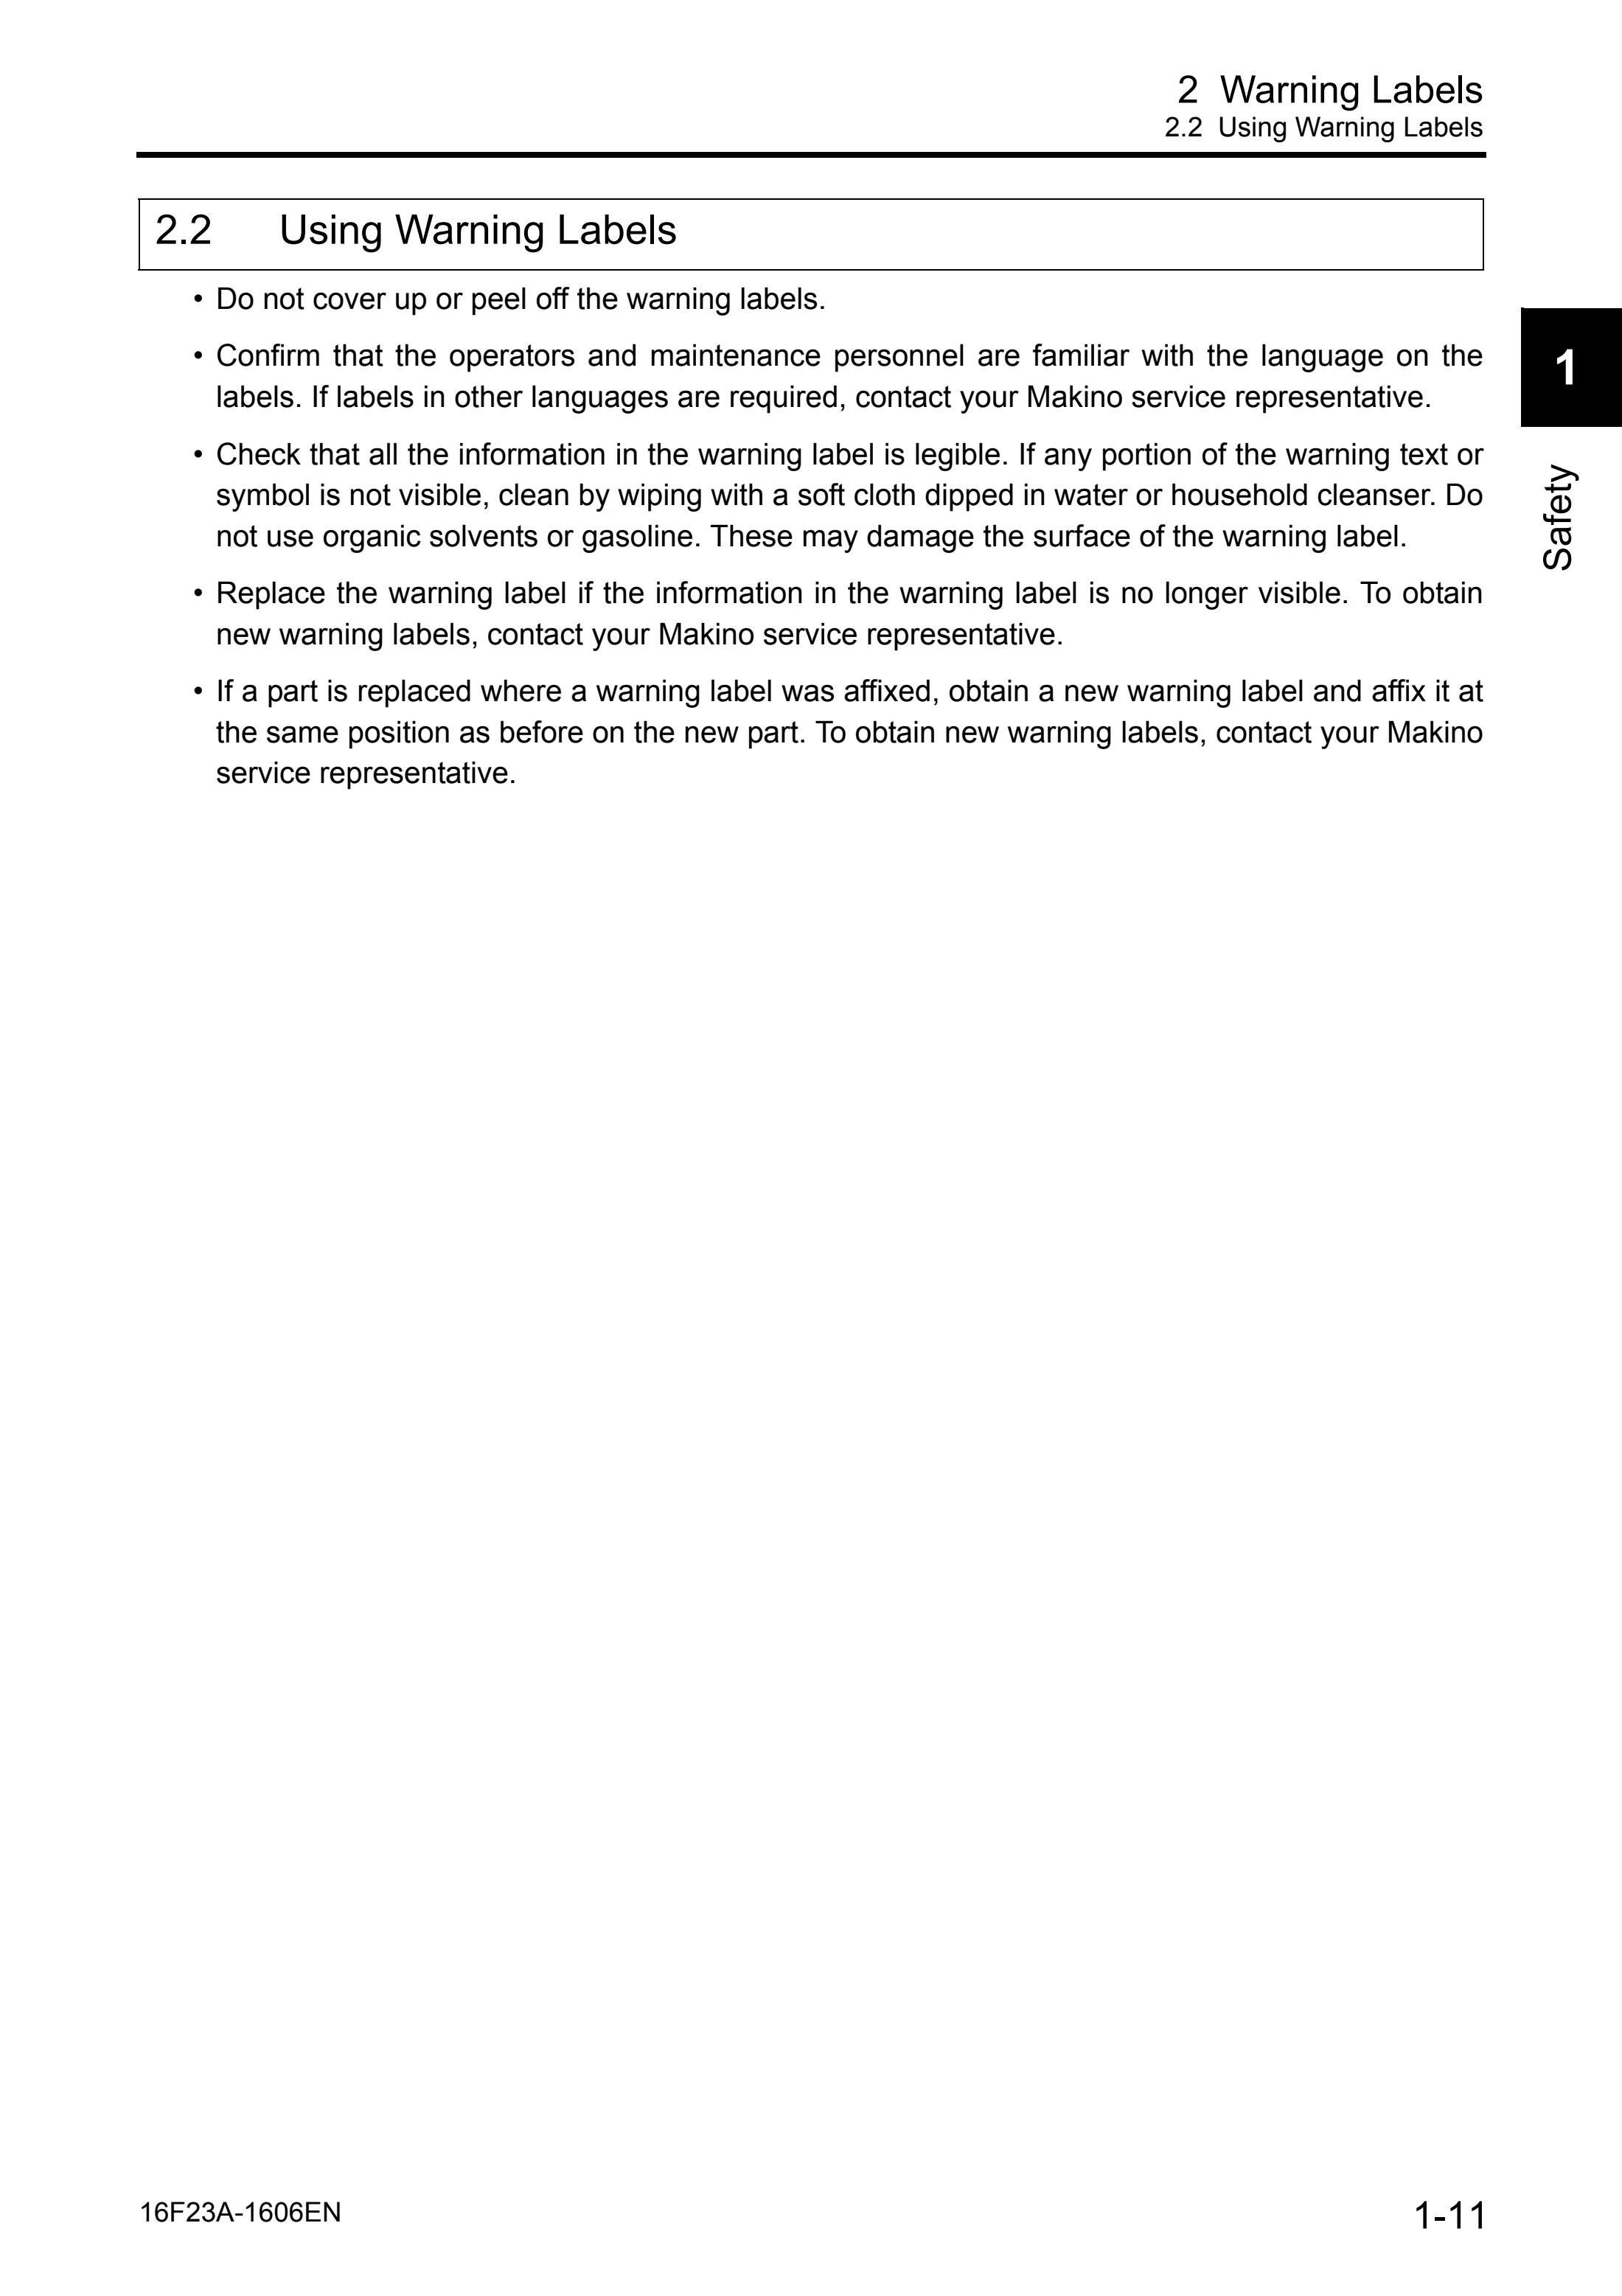 2 Warning Labels
2.2 Using Warning Labels
2.2 Using Warning Labels
• Do not cover up or peel off the warning labels.
• Confirm that the operators and maintenance personnel are familiar with the language on the
labels. If labels in other languages are required, contact your Makino service representative.
• Check that all the information in the warning label is legible. If any portion of the warning text or
symbol is not visible, clean by wiping with a soft cloth dipped in water or household cleanser. Do
not use organic solvents or gasoline. These may damage the surface of the warning label.
• Replace the warning label if the information in the warning label is no longer visible. To obtain
new warning labels, contact your Makino service representative.
• If a part is replaced where a warning label was affixed, obtain a new warning label and affix it at
the same position as before on the new part. To obtain new warning labels, contact your Makino
service representative.
1
Safety
16F23A-1606EN
1-11